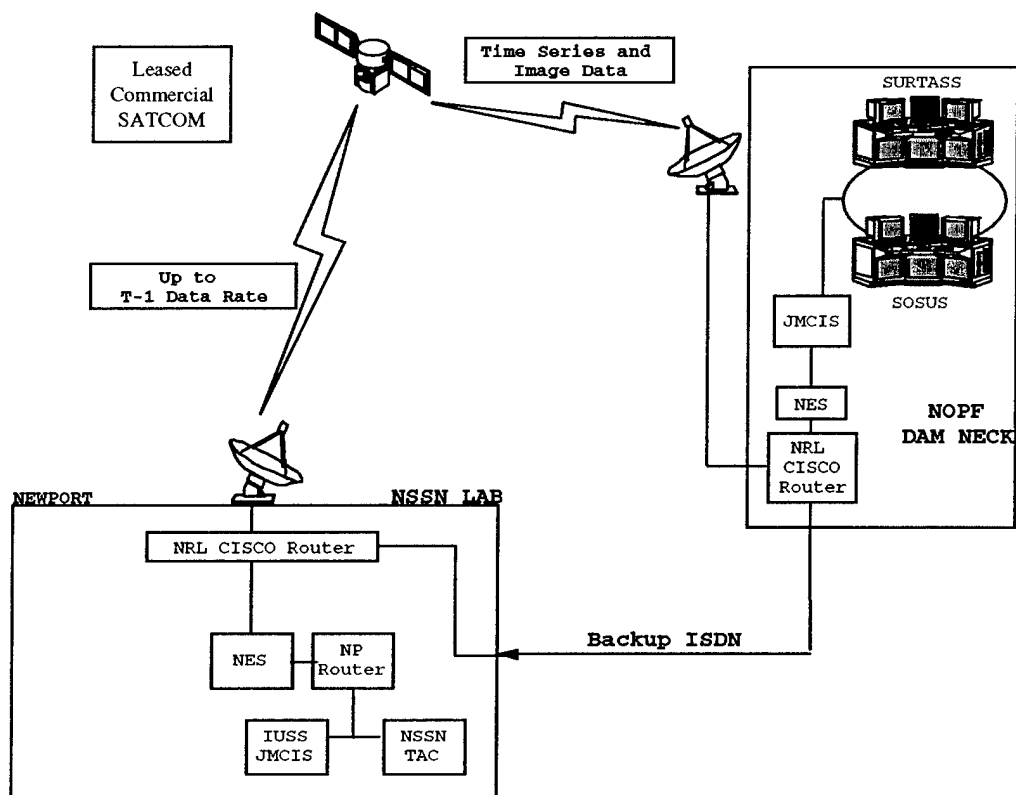 Leased
Commercial
SATCOM
Time Series and
Image Data
SURTASS
SOSUS
JMCIS
NES
NOPF
DAM NECK
NRL
CISCO
Router
Up to
T-1 Data Rate
NEWPORT
NSSN LAB
NRL CISCO Router
Backup ISDN
NES
NP
Router
IUSS
JMCIS
NSSN
TAC